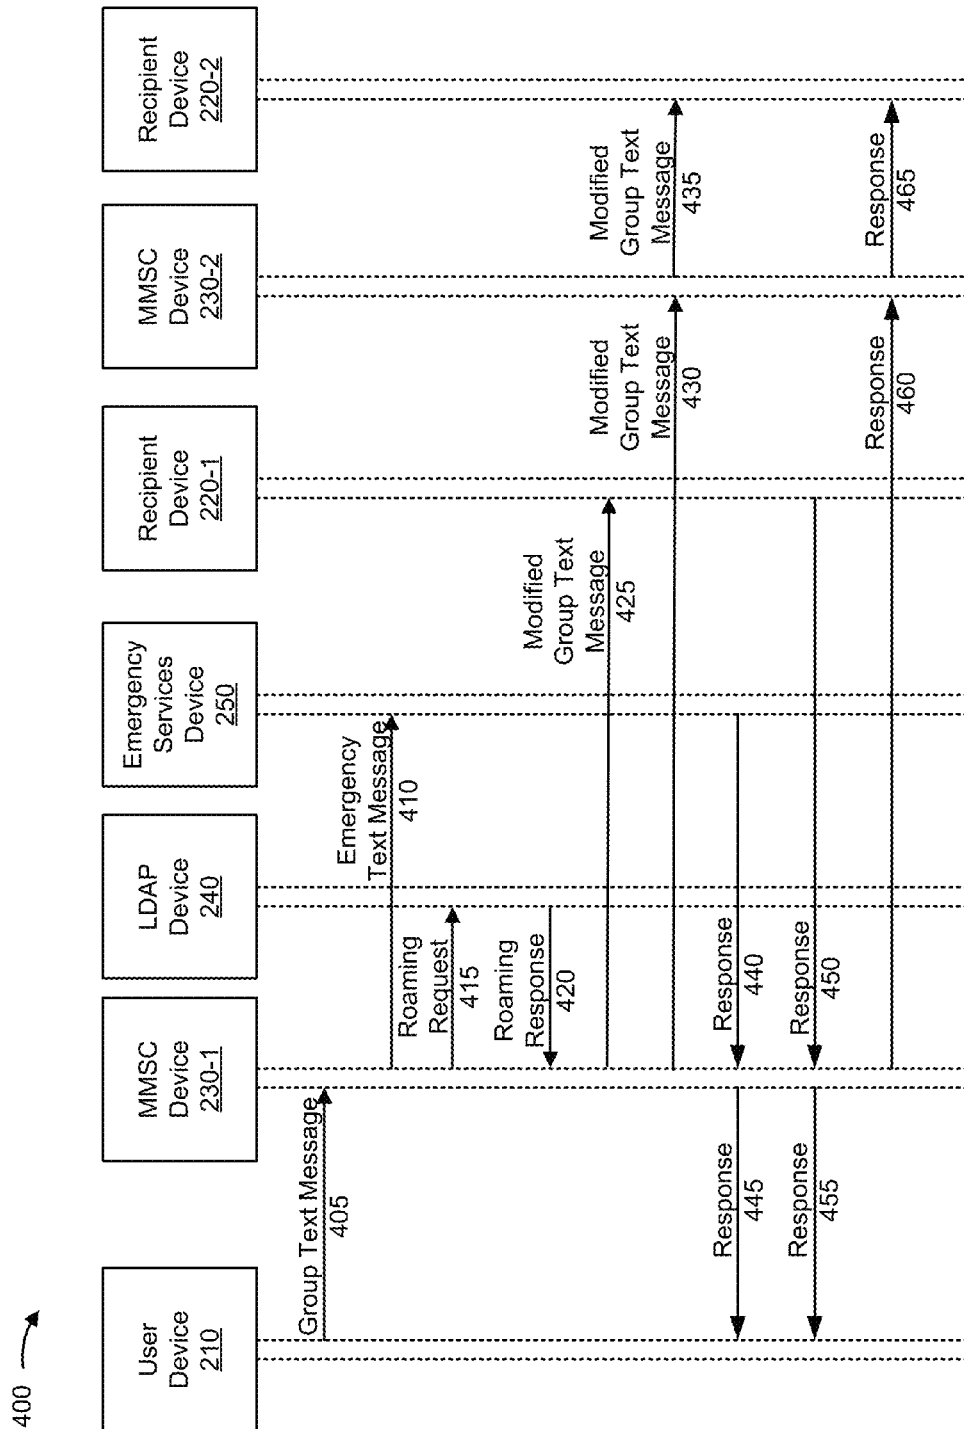 400
User
Device
210
MMSC
Device
230-1
LDAP
Device
240
Emergency
Services
Device
250
Recipient
Device
220-1
MMSC
Device
230-2
Recipient
Device
220-2
Group Text Message
405
Emergency
Text Message
410
Roaming
Request
415
Roaming
Response
420
Modified
Group Text
Message
425
Modified
Group Text
Message
430
Modified
Group Text
Message
435
Response
440
Response
445
Response
450
Response
455
Response
460
Response
465